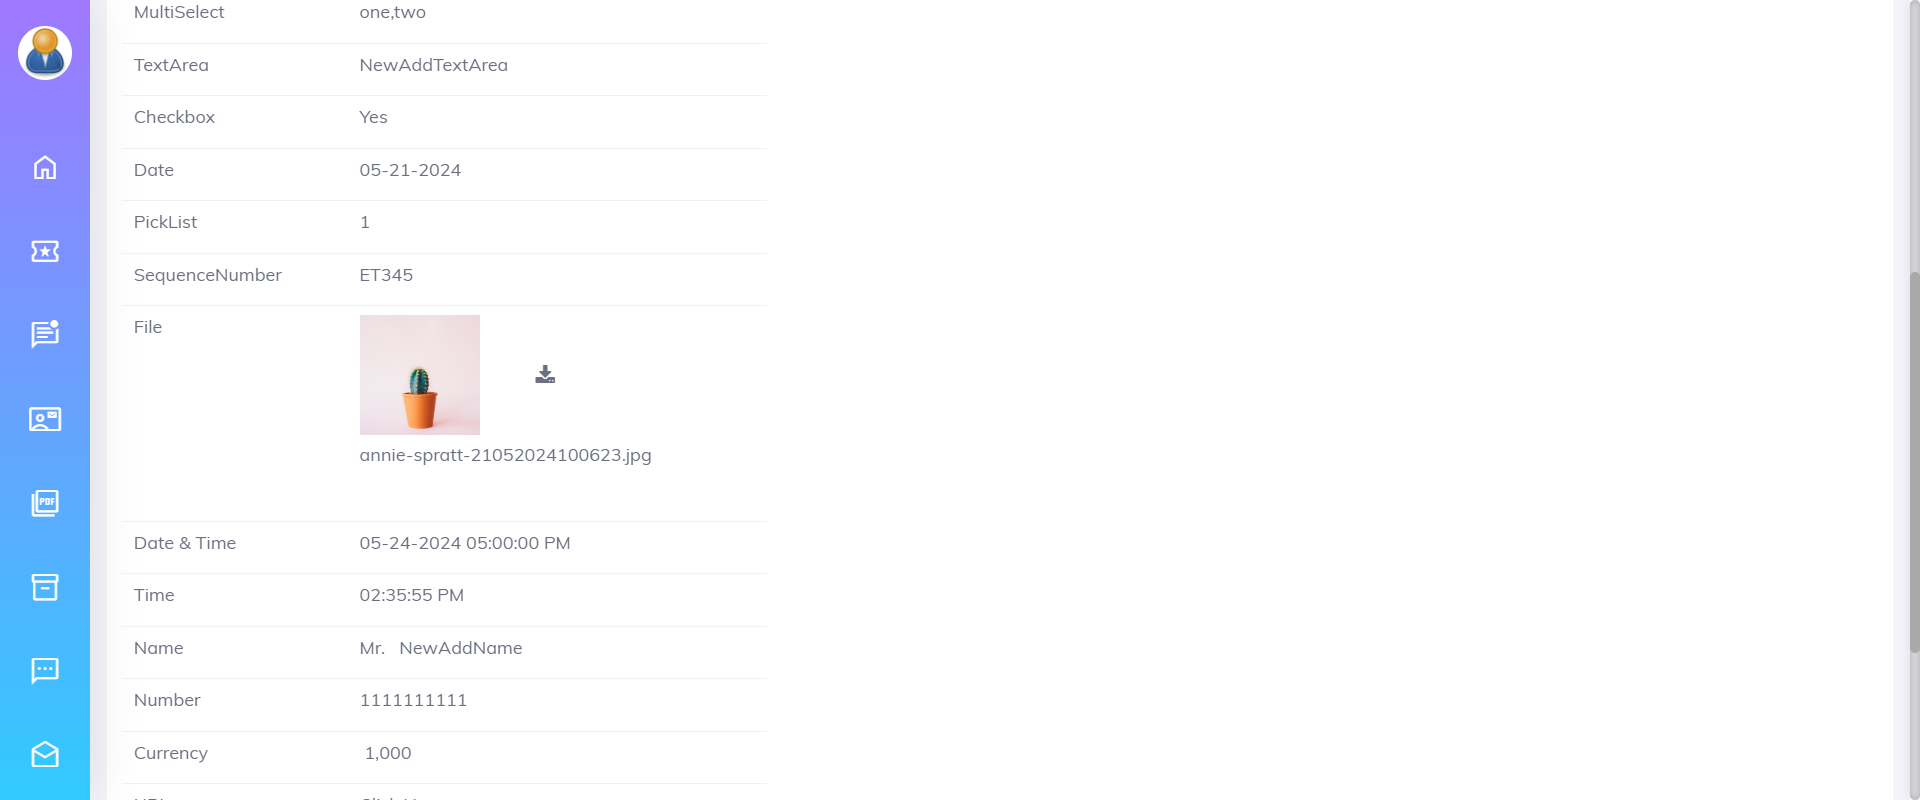 MultiSelect one,two
TextArea NewAddTextArea
Checkbox Yes
Date 05-21-2024
PickList 1
SequenceNumber ET345
File
annie-spratt-21052024100623.jpg
Date & Time 05-24-2024 05:00:00 PM
Time 02:35:55 PM
Name Mr. NewAddName
Number 1111111111
Currency 1,000
PDF